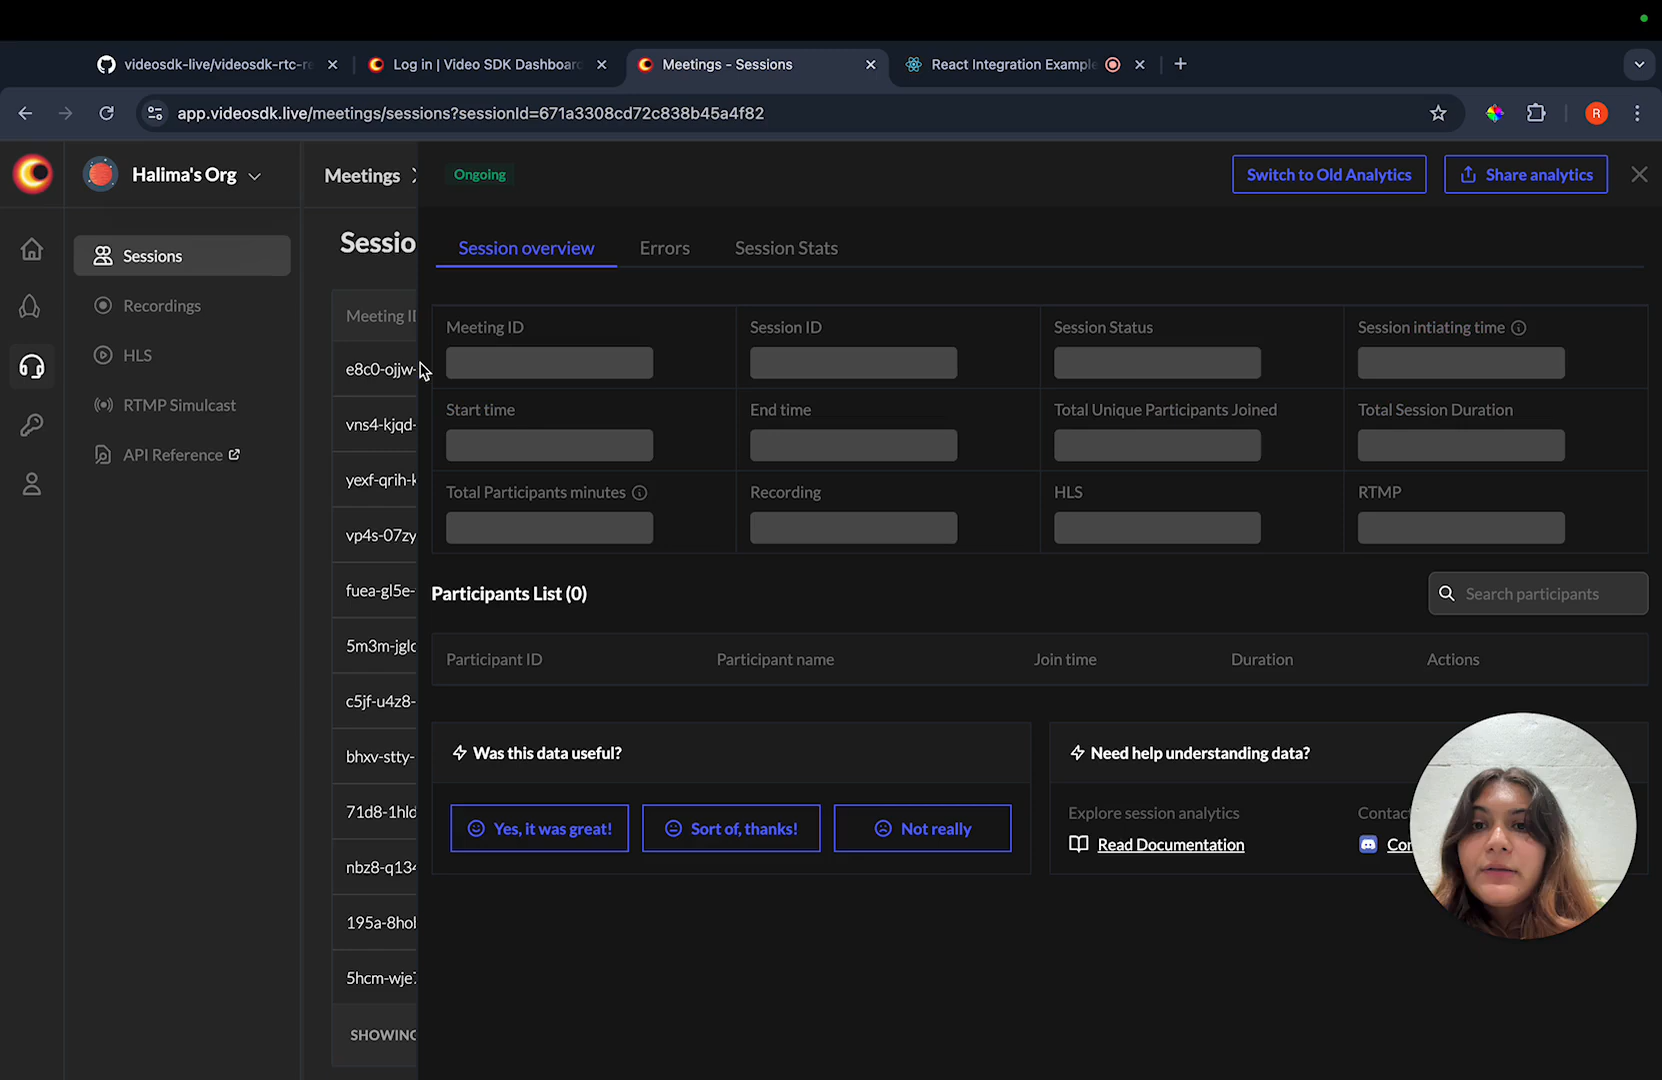 videosdk-live/videosdk-rtc-re
Log in | Video SDK Dashboard
Meetings - Sessions
React Integration Example
app.videosdk.live/meetings/sessions?sessionId=671a3308cd72c838b45a4f82
R
Halima's Org
Meetings
Ongoing
Switch to Old Analytics
Share analytics
Sessions
Recordings
HLS
RTMP Simulcast
API Reference
Sessio
Meeting ID
e8c0-ojjw-
vns4-kjqd-
yexf-qrih-k
vp4s-07zy
fuea-gl5e-
5m3m-jglc
c5jf-u4z8-
bhxv-stty-
71d8-1hld
nbz8-q134
195a-8hol
5hcm-wje7
SHOWING
Session overview
Errors
Session Stats
Meeting ID
Session ID
Session Status
Session intiating time
Start time
End time
Total Unique Participants Joined
Total Session Duration
Total Participants minutes
Recording
HLS
RTMP
Participants List (0)
Search participants
Participant ID
Participant name
Join time
Duration
Actions
Was this data useful?
Yes, it was great!
Sort of, thanks!
Not really
Need help understanding data?
Explore session analytics
Read Documentation
Contac
Con